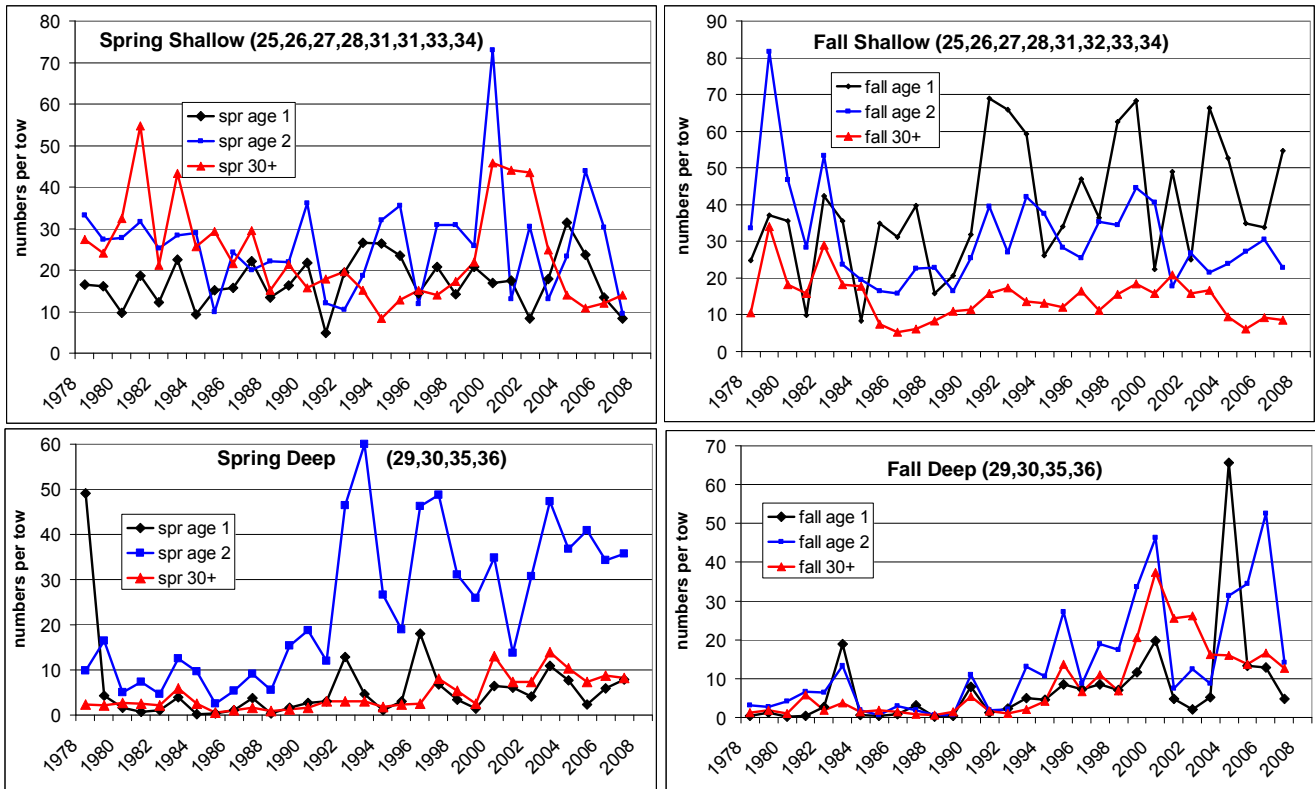 Spring Shallow (25,26,27,28,31,31,33,34)
numbers per tow
80
70
60
50
40
30
20
10
0
spr age 1
spr age 2
spr 30+
1978 1980 1982 1984 1986 1988 1990 1992 1994 1996 1998 2000 2002 2004 2006 2008
Fall Shallow (25,26,27,28,31,32,33,34)
numbers per tow
90
80
70
60
50
40
30
20
10
0
fall age 1
fall age 2
fall 30+
1978 1980 1982 1984 1986 1988 1990 1992 1994 1996 1998 2000 2002 2004 2006 2008
Spring Deep (29,30,35,36)
numbers per tow
60
50
40
30
20
10
0
spr age 1
spr age 2
spr 30+
1978 1980 1982 1984 1986 1988 1990 1992 1994 1996 1998 2000 2002 2004 2006 2008
Fall Deep (29,30,35,36)
numbers per tow
70
60
50
40
30
20
10
0
fall age 1
fall age 2
fall 30+
1978 1980 1982 1984 1986 1988 1990 1992 1994 1996 1998 2000 2002 2004 2006 2008